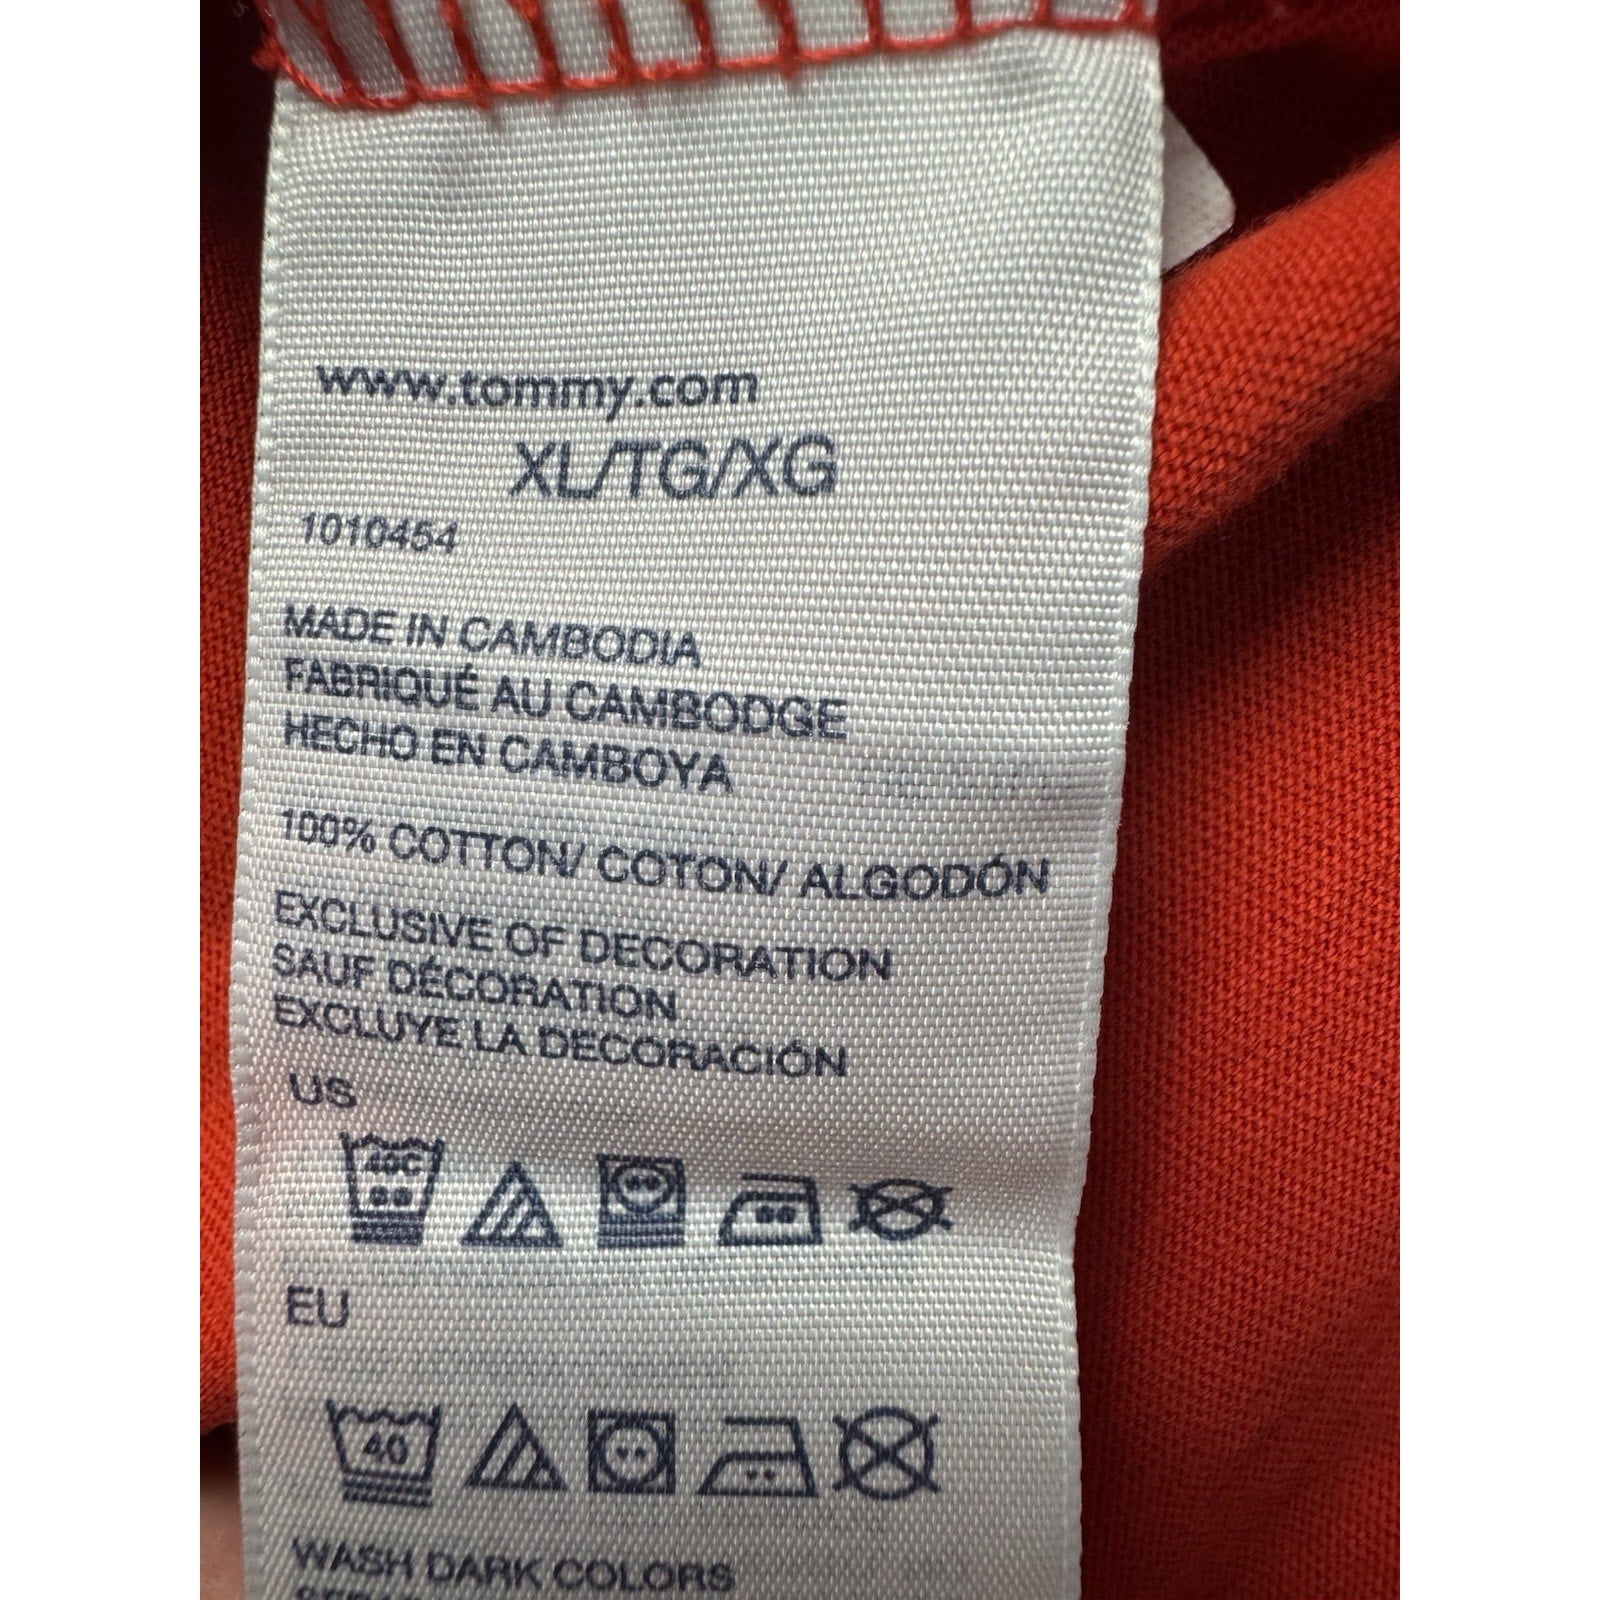 www.tommy.com
XL/TG/XG
1010454
MADE IN CAMBODIA
FABRIQUÉ AU CAMBODGE
HECHO EN CAMBOYA
100% COTTON/ COTON/ ALGODÓN
EXCLUSIVE OF DECORATION
SAUF DÉCORATION
EXCLUYE LA DECORACIÓN
US
40C
EU
40
WASH DARK COLORS